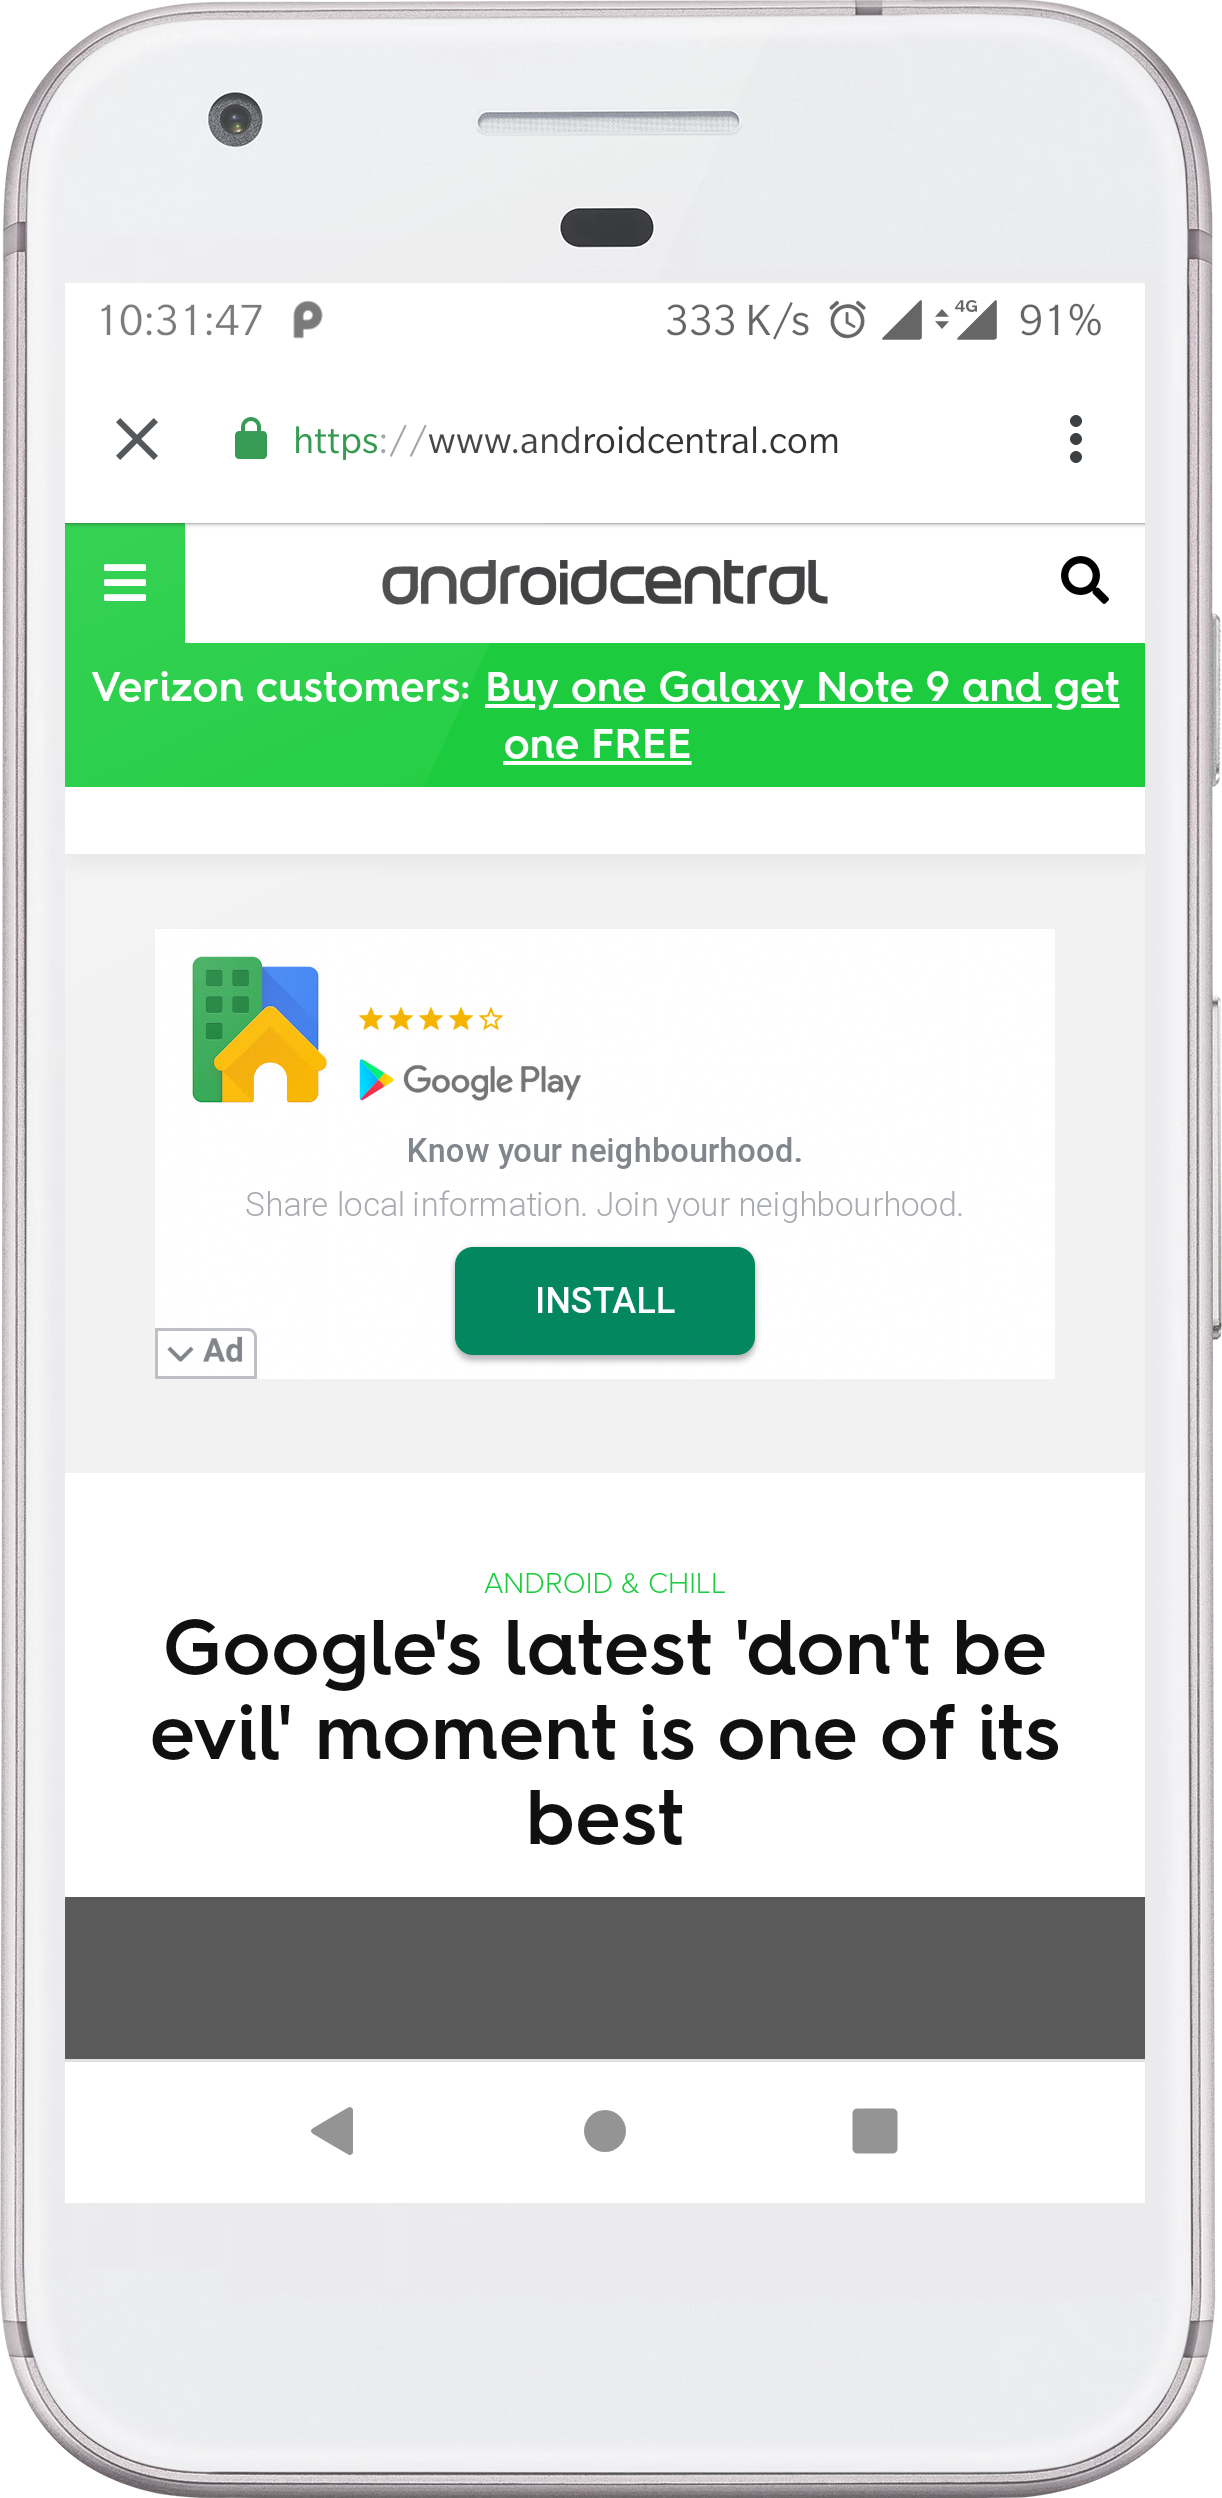 10:31:47 333 K/s 4G 91%
https://www.androidcentral.com
androidcentral
Verizon customers: Buy one Galaxy Note 9 and get
one FREE
Google Play
Know your neighbourhood.
Share local information. Join your neighbourhood.
INSTALL
Ad
ANDROID & CHILL
Google's latest 'don't be
evil' moment is one of its
best